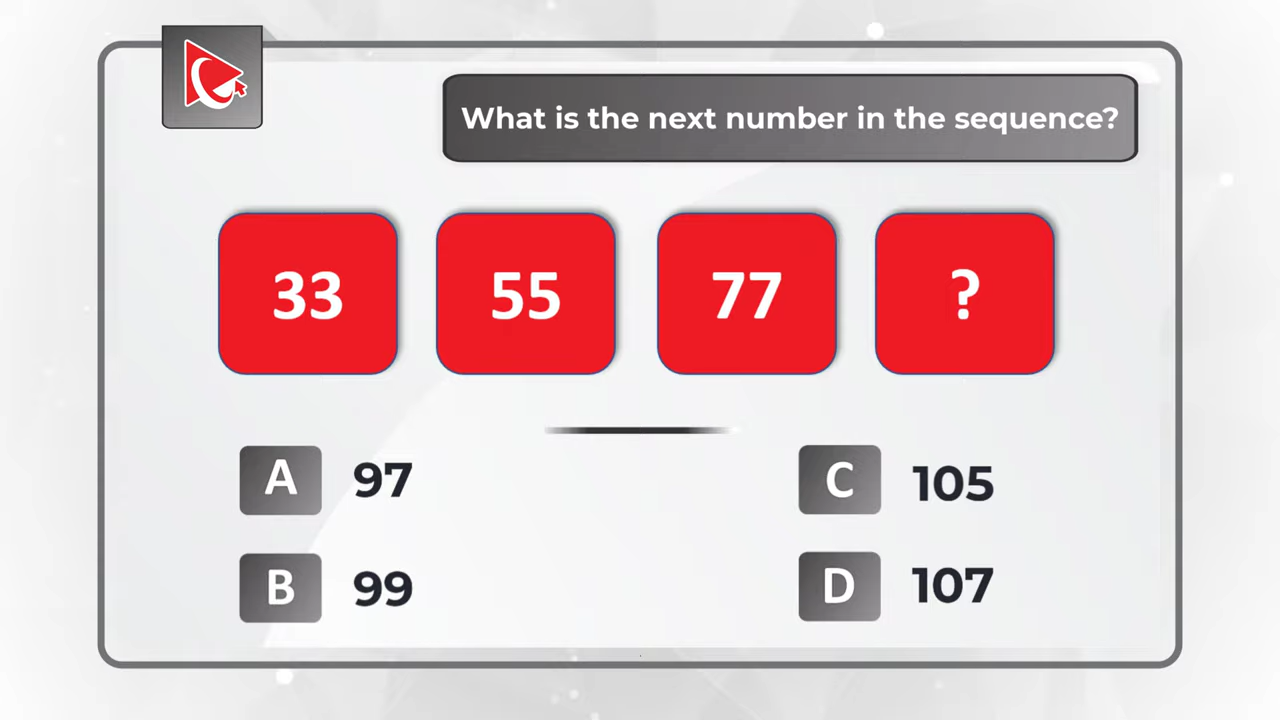 What is the next number in the sequence?
33 55 77 ?
A 97
C 105
B 99
D 107